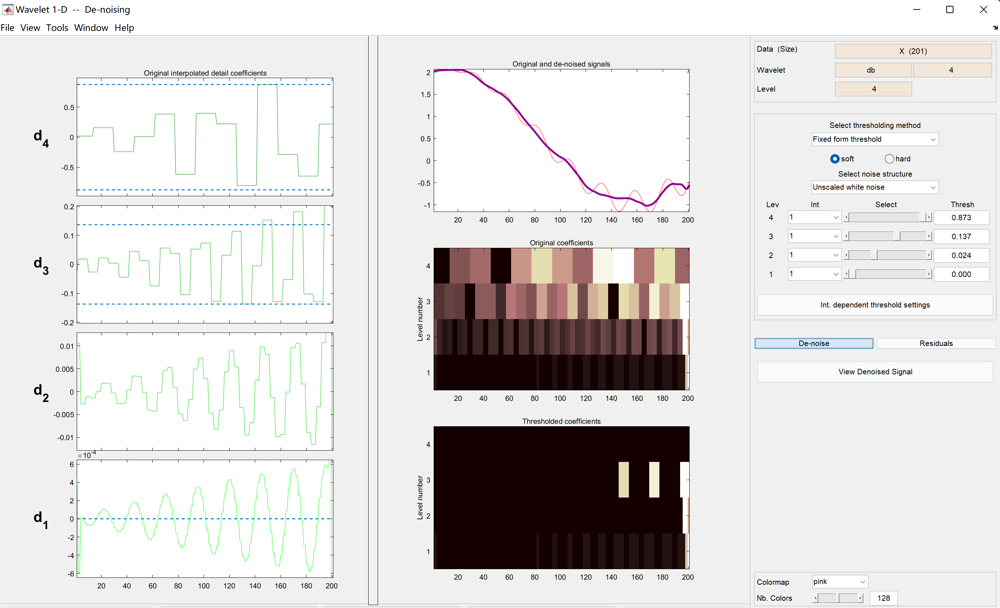 Wavelet 1-D -- De-noising
File View Tools Window Help
Original interpolated detail coefficients
d4
0.5
0
-0.5
d3
0.2
0.1
0
-0.1
-0.2
d2
0.01
0.005
0
-0.005
-0.01
×10-4
d1
6
4
2
0
-2
-4
-6
20 40 60 80 100 120 140 160 180 200
Original and de-noised signals
2
1.5
1
0.5
0
-0.5
-1
20 40 60 80 100 120 140 160 180 200
Original coefficients
Level number
4
3
2
1
20 40 60 80 100 120 140 160 180 200
Thresholded coefficients
Level number
4
3
2
1
20 40 60 80 100 120 140 160 180 200
Data (Size) X (201)
Wavelet db 4
Level 4
Select thresholding method
Fixed form threshold
soft hard
Select noise structure
Unscaled white noise
Lev Int Select Thresh
4 1 0.873
3 1 0.137
2 1 0.024
1 1 0.000
Int. dependent threshold settings
De-noise Residuals
View Denoised Signal
Colormap pink
Nb. Colors 128